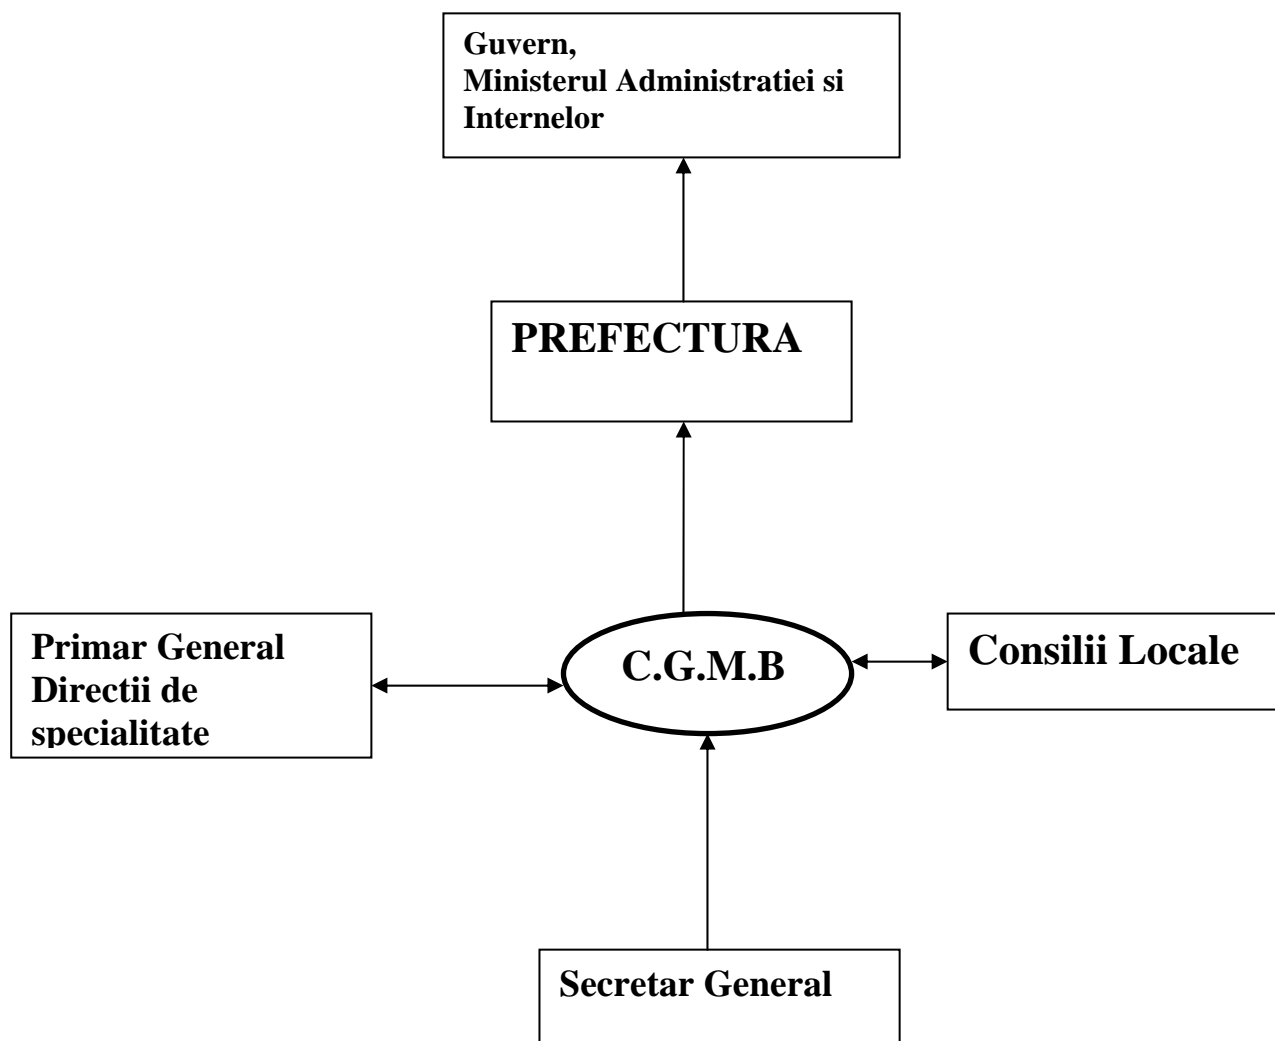 Guvern,
Ministerul Administratiei si
Internelor
PREFECTURA
Primar General
Directii de
specialitate
C.G.M.B
Consilii Locale
Secretar General